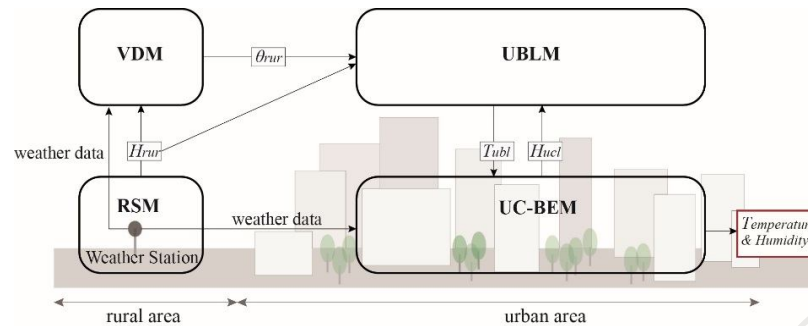 VDM
θrur
UBLM
weather data
Hrur
Tubl
Hucl
RSM
weather data
UC-BEM
Temperature
& Humidity
Weather Station
rural area
urban area